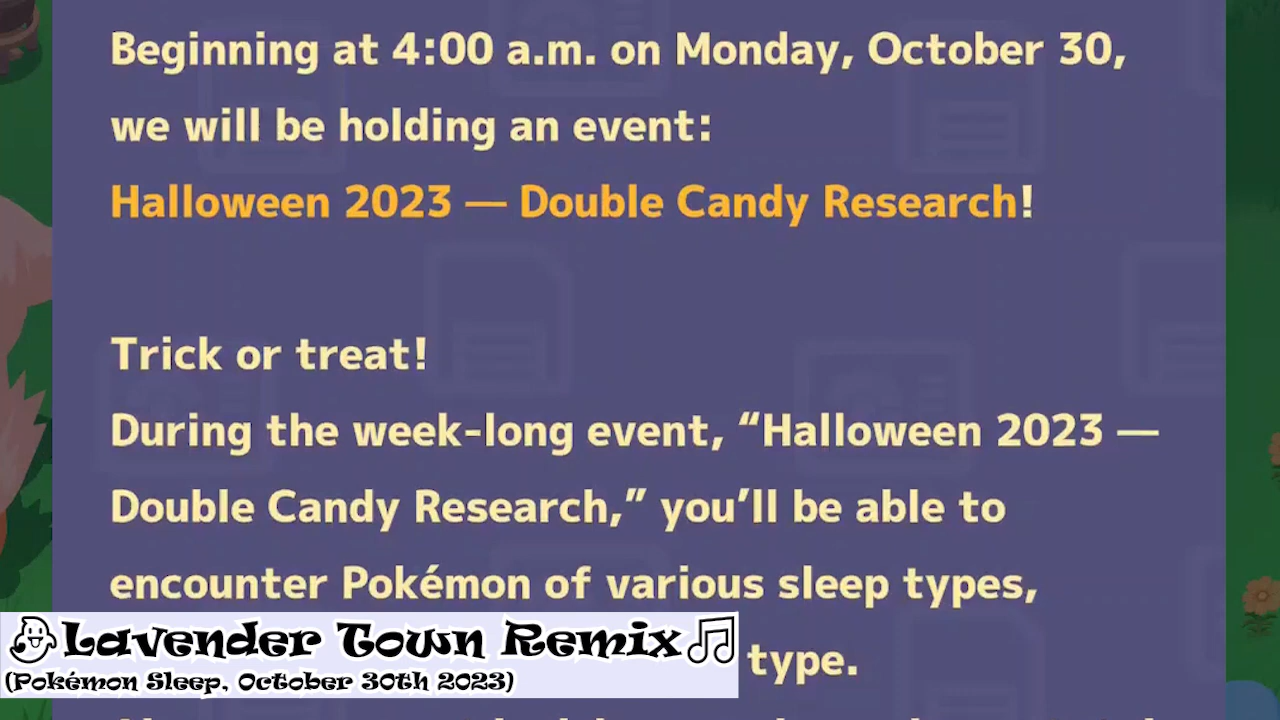 Beginning at 4:00 a.m. on Monday, October 30,
we will be holding an event:
Halloween 2023 — Double Candy Research!
Trick or treat!
During the week-long event, “Halloween 2023 —
Double Candy Research,” you’ll be able to
encounter Pokémon of various sleep types,
type.
Lavender Town Remix
(Pokémon Sleep, October 30th 2023)